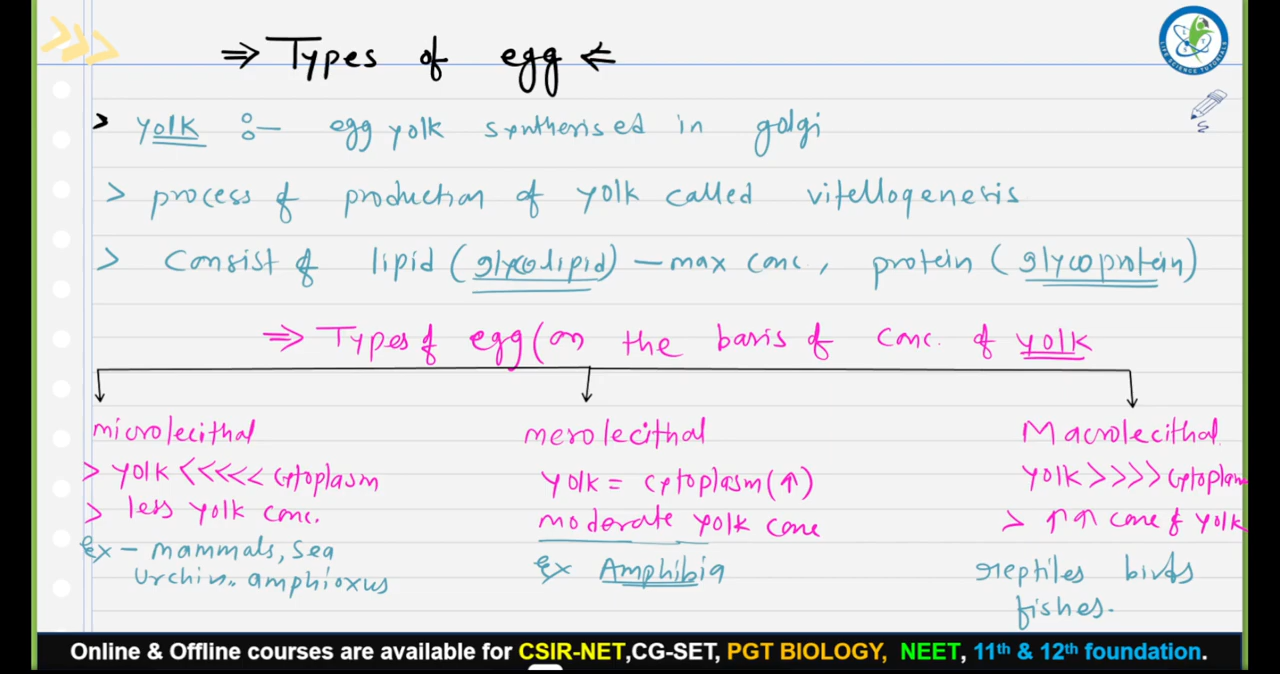 ⇒ Types of egg ⇐
> yolk :- egg yolk synthesised in golgi
> process of production of yolk called vitellogenesis
> Consist of lipid (glycolipid) - max conc, protein (glycoprotein)
⇒ Types of egg (on the basis of conc. of yolk
microlecithal
> yolk <<<<< cytoplasm
> less yolk conc.
Ex - mammals, Sea
Urchin, amphioxus
mesolecithal
yolk = cytoplasm (↑)
moderate yolk conc
Ex Amphibia
Macrolecithal
yolk >>>> cytoplasm
> ↑↑ conc of yolk
reptiles birds
fishes.
LIFE SCIENCE TUTORIALS
Online & Offline courses are available for CSIR-NET,CG-SET, PGT BIOLOGY, NEET, 11th & 12th foundation.